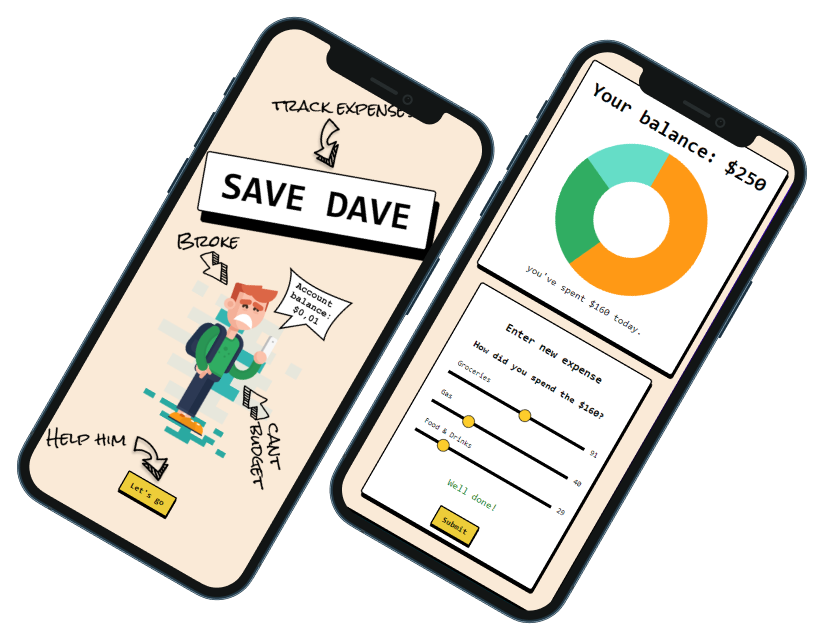 TRACK EXPENSES
SAVE DAVE
BROKE
Account
balance:
$0,01
CANT
BUDGET
HELP HIM
Let's go
Your balance: $250
you've spent $160 today.
Enter new expense
How did you spend the $160?
Groceries
91
Gas
40
Food & Drinks
29
Well done!
Submit